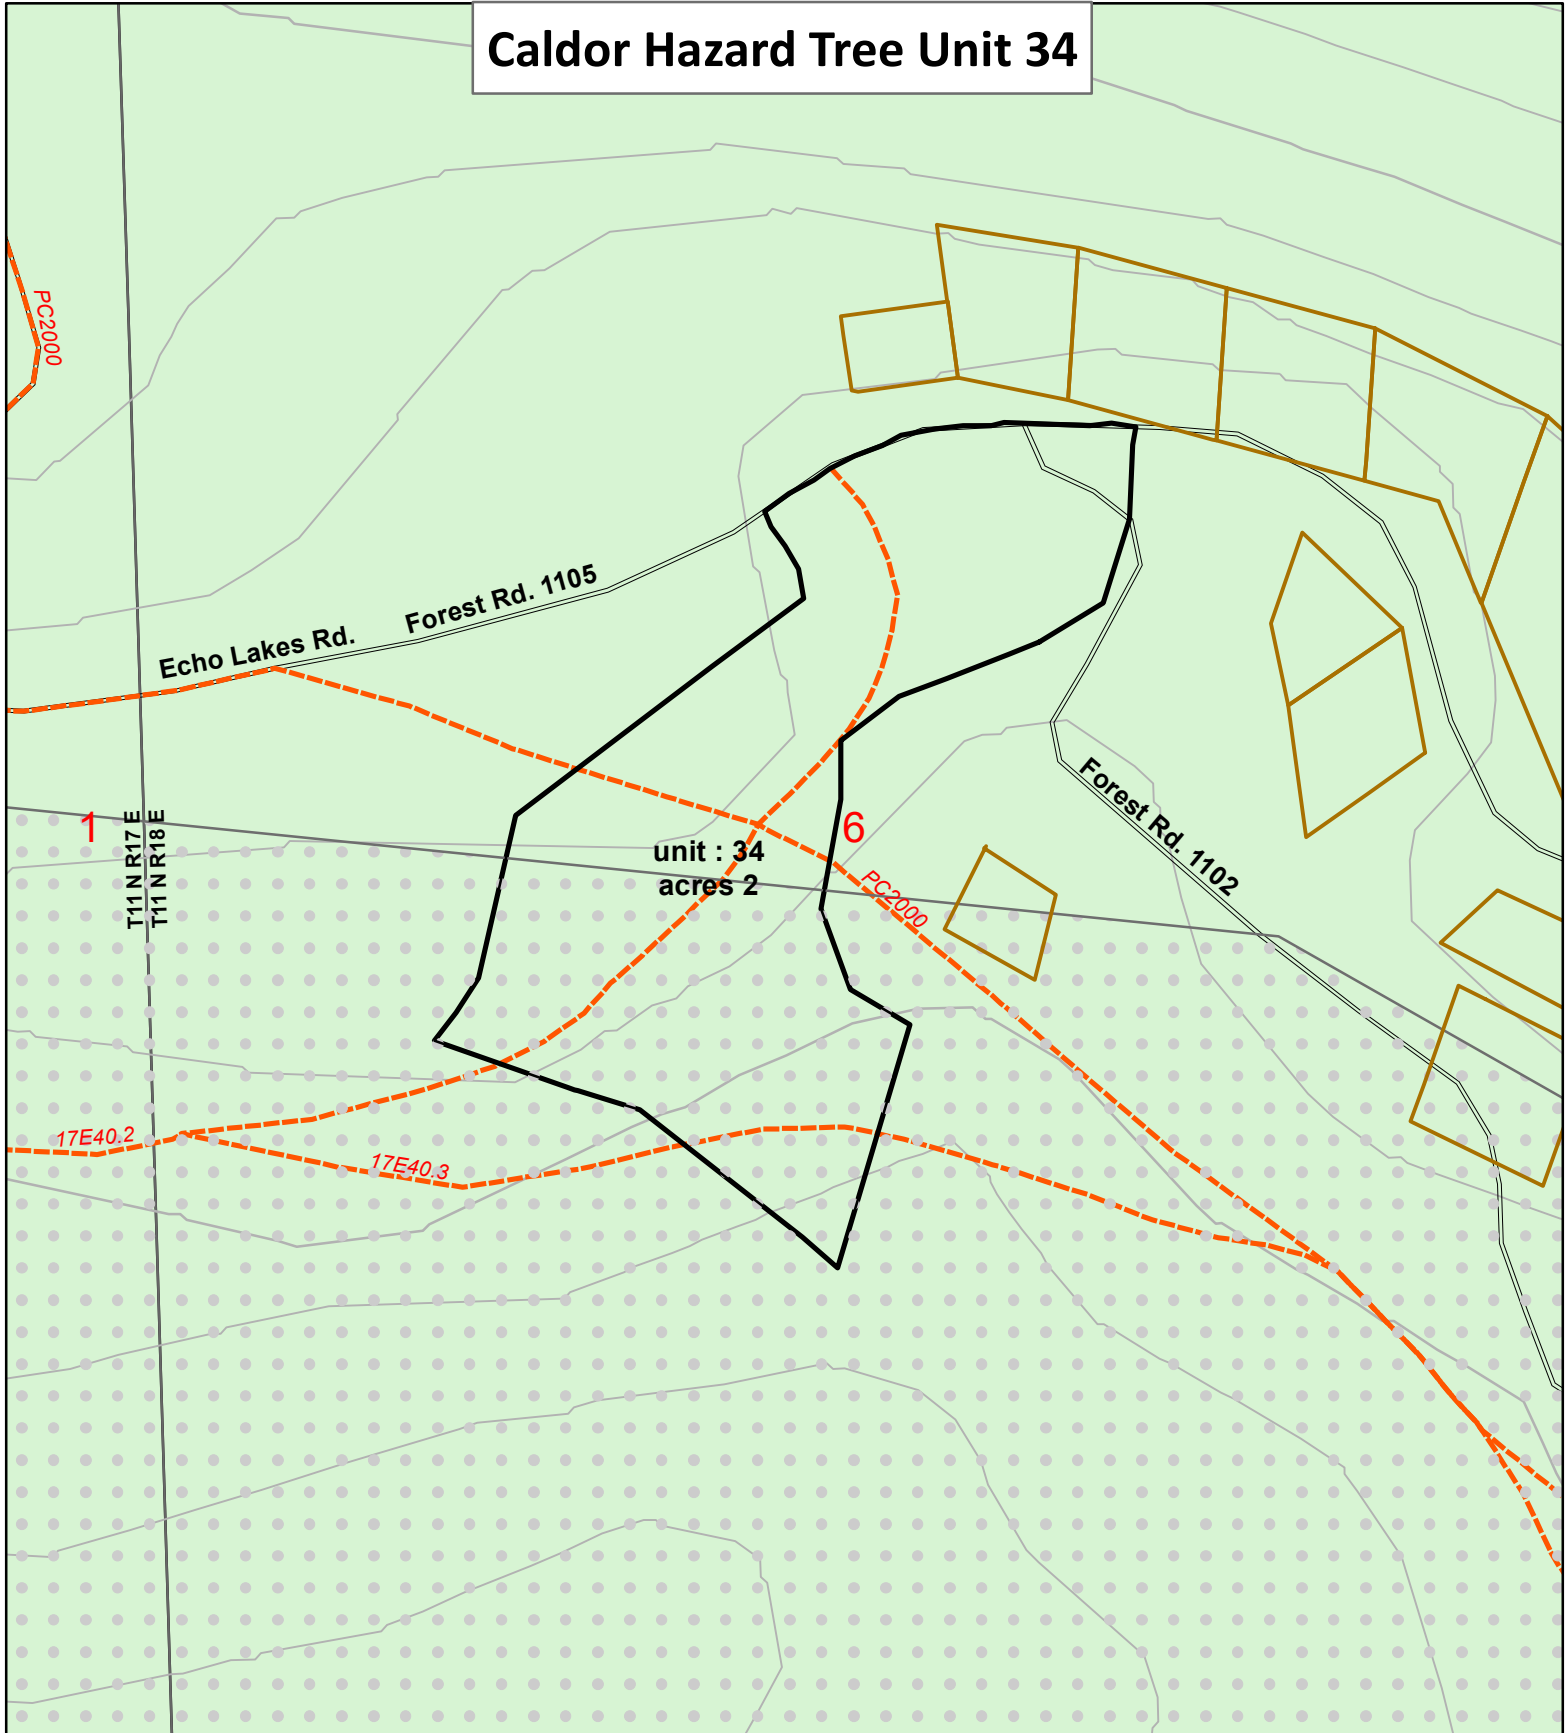 Caldor Hazard Tree Unit 34
PC2000
Forest Rd. 1105
Echo Lakes Rd.
1
T11 N R17 E
T11 N R18 E
unit : 34
acres 2
6
PC2000
Forest Rd. 1102
17E40.2
17E40.3